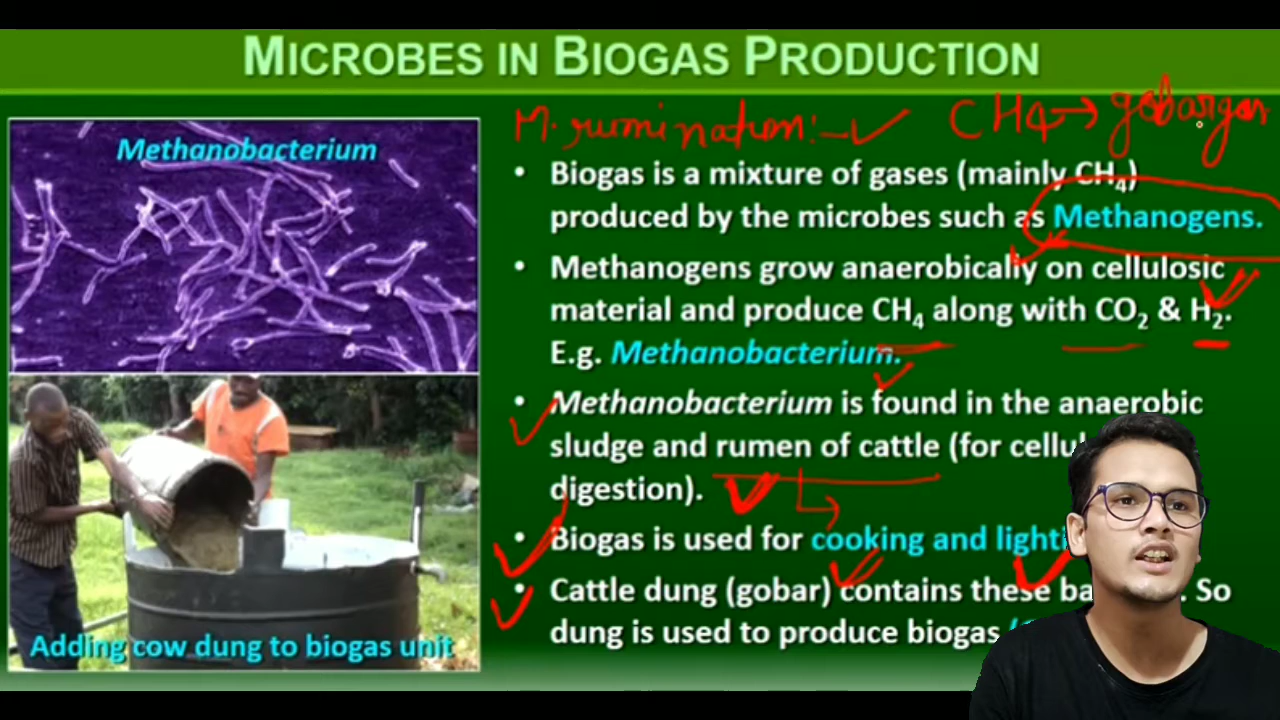 MICROBES IN BIOGAS PRODUCTION
M. rumination:- CH4→ gobargas
Methanobacterium
• Biogas is a mixture of gases (mainly CH₄)
produced by the microbes such as Methanogens.
• Methanogens grow anaerobically on cellulosic
material and produce CH₄ along with CO₂ & H₂.
E.g. Methanobacterium.
• Methanobacterium is found in the anaerobic
sludge and rumen of cattle (for
digestion).
• Biogas is used for cooking and
• Cattle dung (gobar) contains these So
dung is used to produce biogas
Adding cow dung to biogas unit